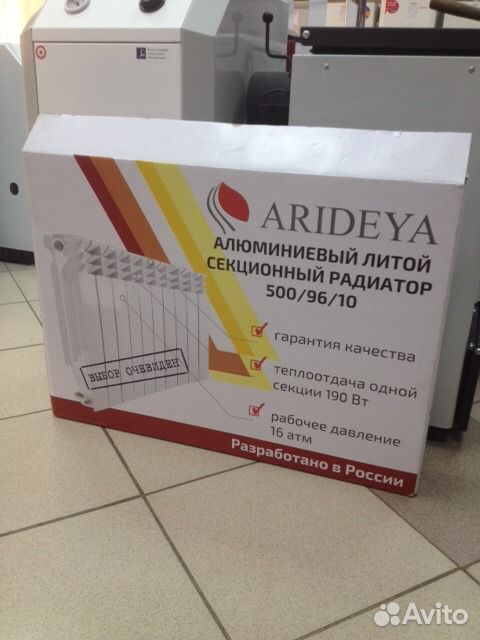 ARIDEYA
АЛЮМИНИЕВЫЙ ЛИТОЙ
СЕКЦИОННЫЙ РАДИАТОР
500/96/10
гарантия качества
теплоотдача одной
секции 190 Вт
рабочее давление
16 атм
ВЫБОР ОЧЕВИДЕН
Разработано в России
Avito